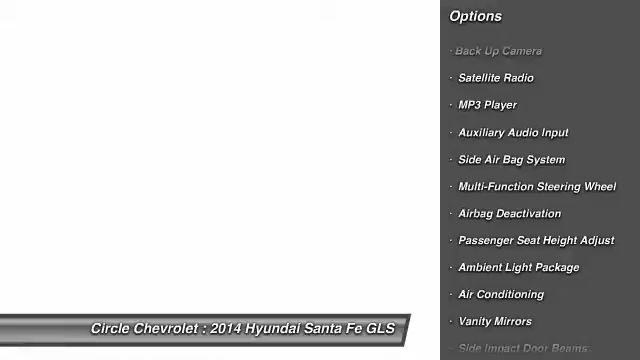 Options
· Back Up Camera
· Satellite Radio
· MP3 Player
· Auxiliary Audio Input
· Side Air Bag System
· Multi-Function Steering Wheel
· Airbag Deactivation
· Passenger Seat Height Adjust
· Ambient Light Package
· Air Conditioning
· Vanity Mirrors
· Side Impact Door Beams
Circle Chevrolet : 2014 Hyundai Santa Fe GLS